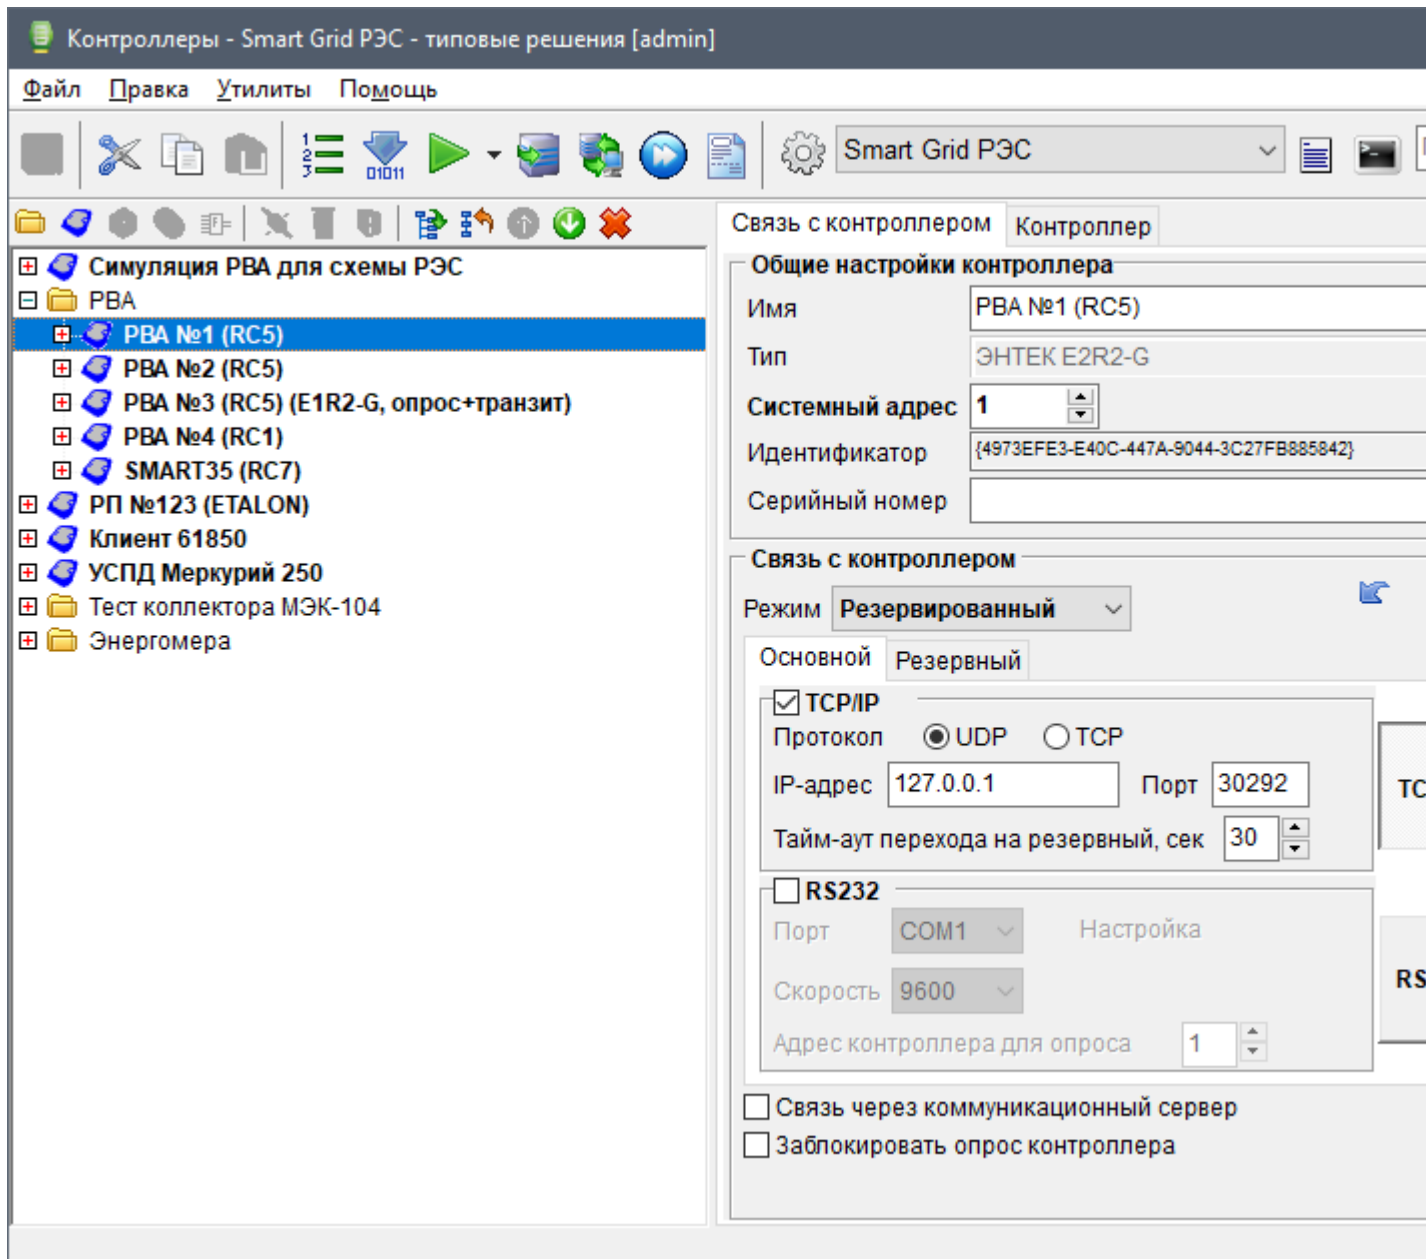 Контроллеры - Smart Grid РЭС - типовые решения [admin]
Файл Правка Утилиты Помощь
1 2 3
01011
Smart Grid РЭС
Симуляция РВА для схемы РЭС
РВА
РВА №1 (RC5)
РВА №2 (RC5)
РВА №3 (RC5) (E1R2-G, опрос+транзит)
РВА №4 (RC1)
SMART35 (RC7)
РП №123 (ETALON)
Клиент 61850
УСПД Меркурий 250
Тест коллектора МЭК-104
Энергомера
Связь с контроллером Контроллер
Общие настройки контроллера
Имя РВА №1 (RC5)
Тип ЭНТЕК E2R2-G
Системный адрес 1
Идентификатор {4973EFE3-E40C-447A-9044-3C27FB885842}
Серийный номер
Связь с контроллером
Режим Резервированный
Основной Резервный
TCP/IP
Протокол UDP TCP
IP-адрес 127.0.0.1 Порт 30292
TC
Тайм-аут перехода на резервный, сек 30
RS232
Порт COM1 Настройка
RS
Скорость 9600
Адрес контроллера для опроса 1
Связь через коммуникационный сервер
Заблокировать опрос контроллера